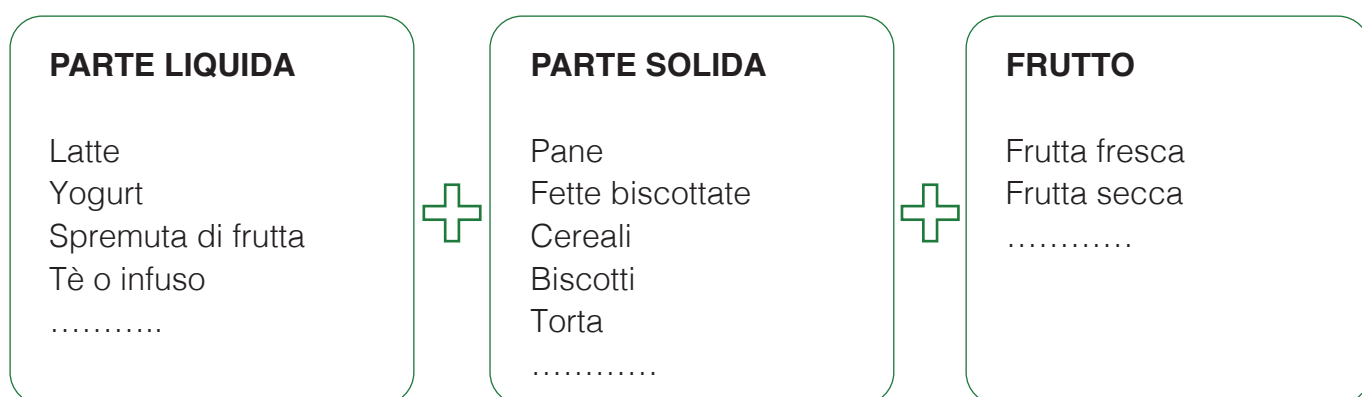 PARTE LIQUIDA
Latte
Yogurt
Spremuta di frutta
Tè o infuso
………..
PARTE SOLIDA
Pane
Fette biscottate
Cereali
Biscotti
Torta
…………
FRUTTO
Frutta fresca
Frutta secca
…………